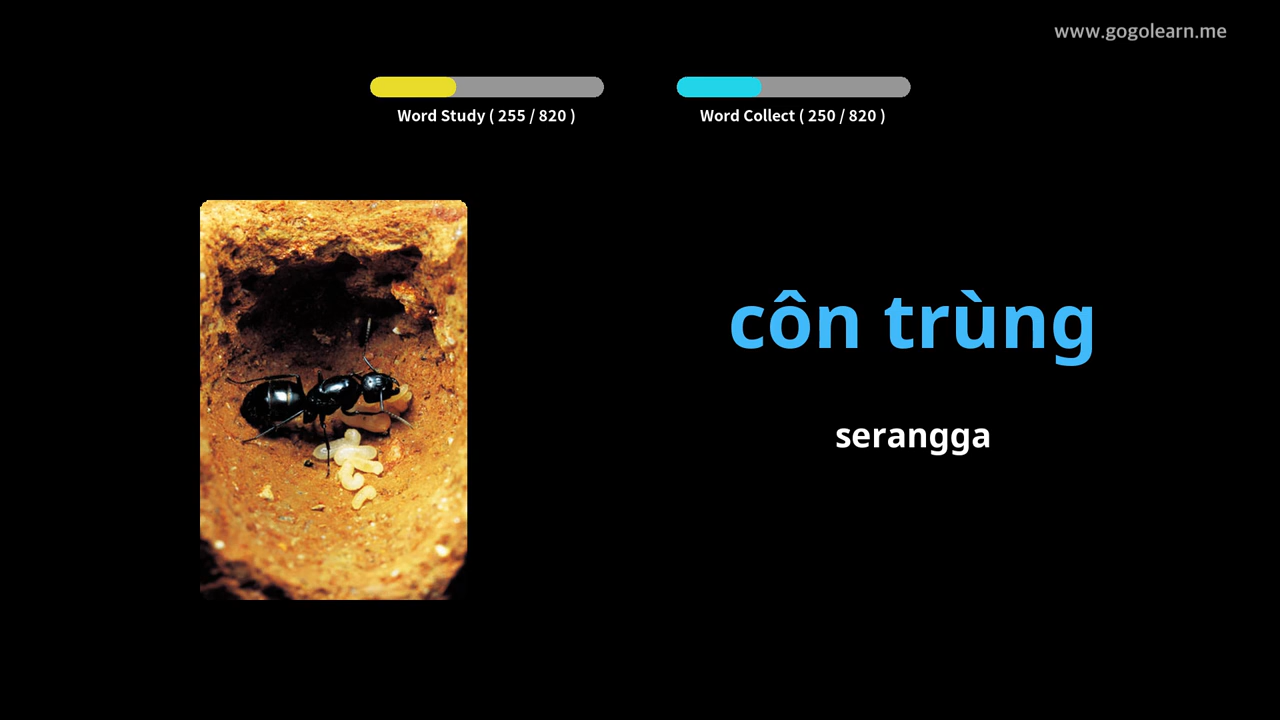 www.gogolearn.me
Word Study ( 255 / 820 )
Word Collect ( 250 / 820 )
côn trùng
serangga